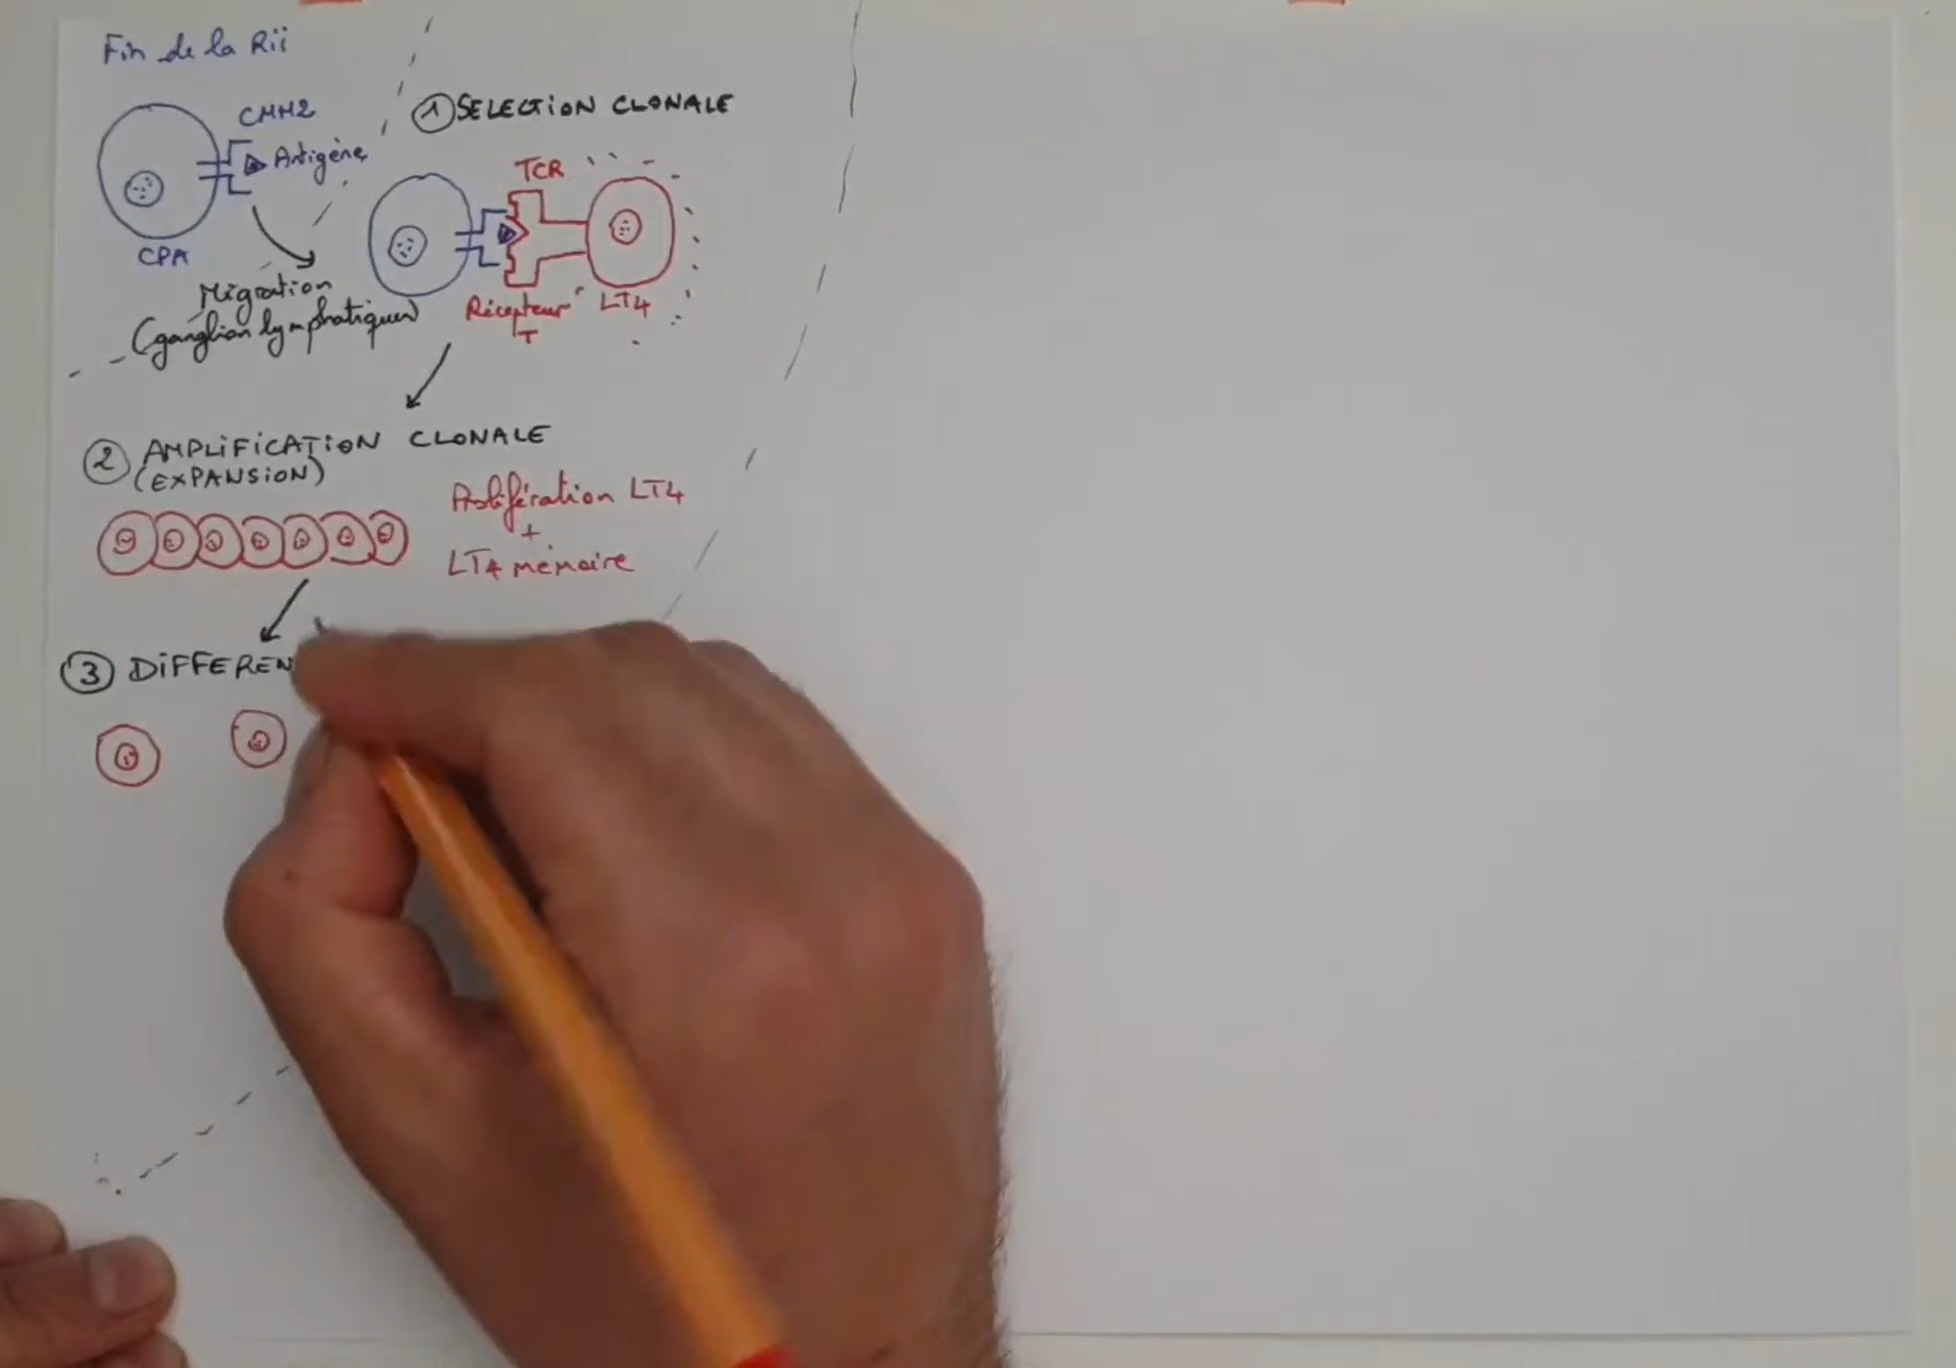 Fin de la Rii
CMH2
Antigène
CPA
Migration
(ganglion lymphatique)
① SELECTION CLONALE
TCR
Récepteur
T
LT4
② AMPLIFICATION CLONALE
(EXPANSION)
Prolifération LT4
+
LT4 mémoire
③ DIFFEREN